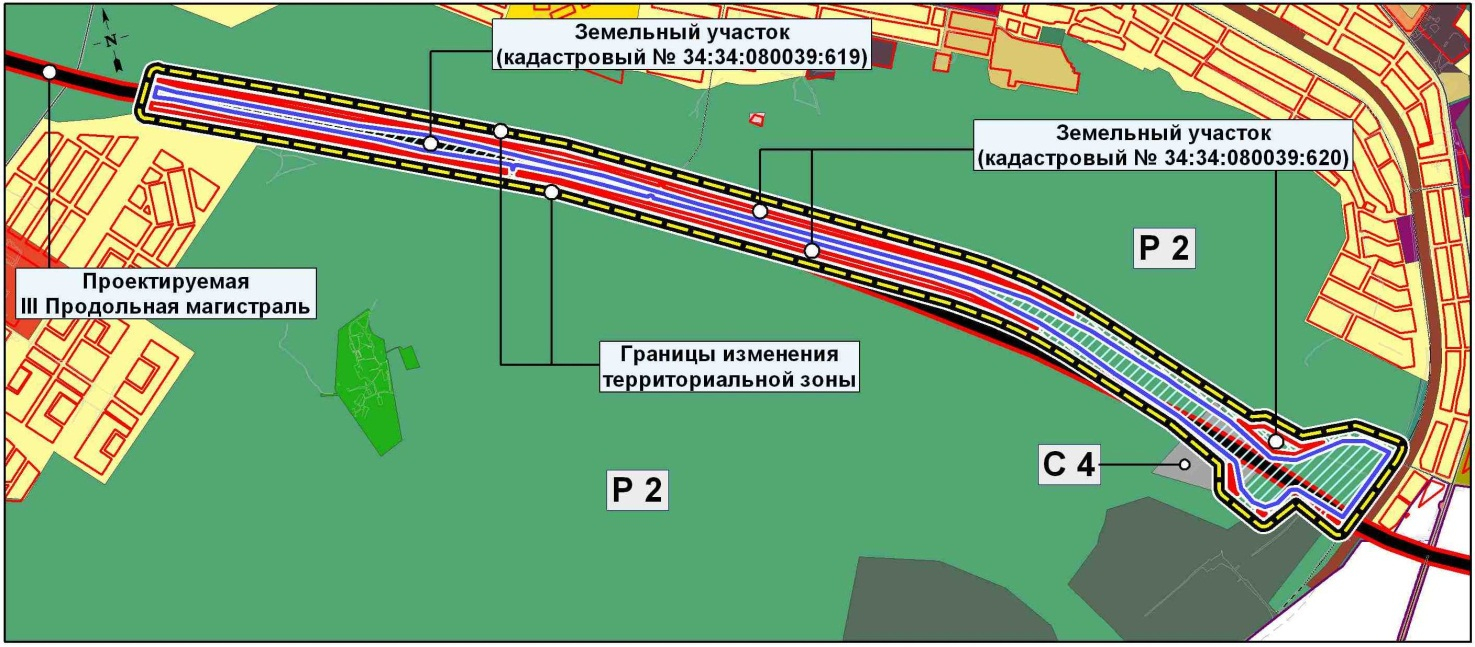 N
Земельный участок
(кадастровый № 34:34:080039:619)
Земельный участок
(кадастровый № 34:34:080039:620)
Р 2
Проектируемая
III Продольная магистраль
Границы изменения
территориальной зоны
С 4
Р 2